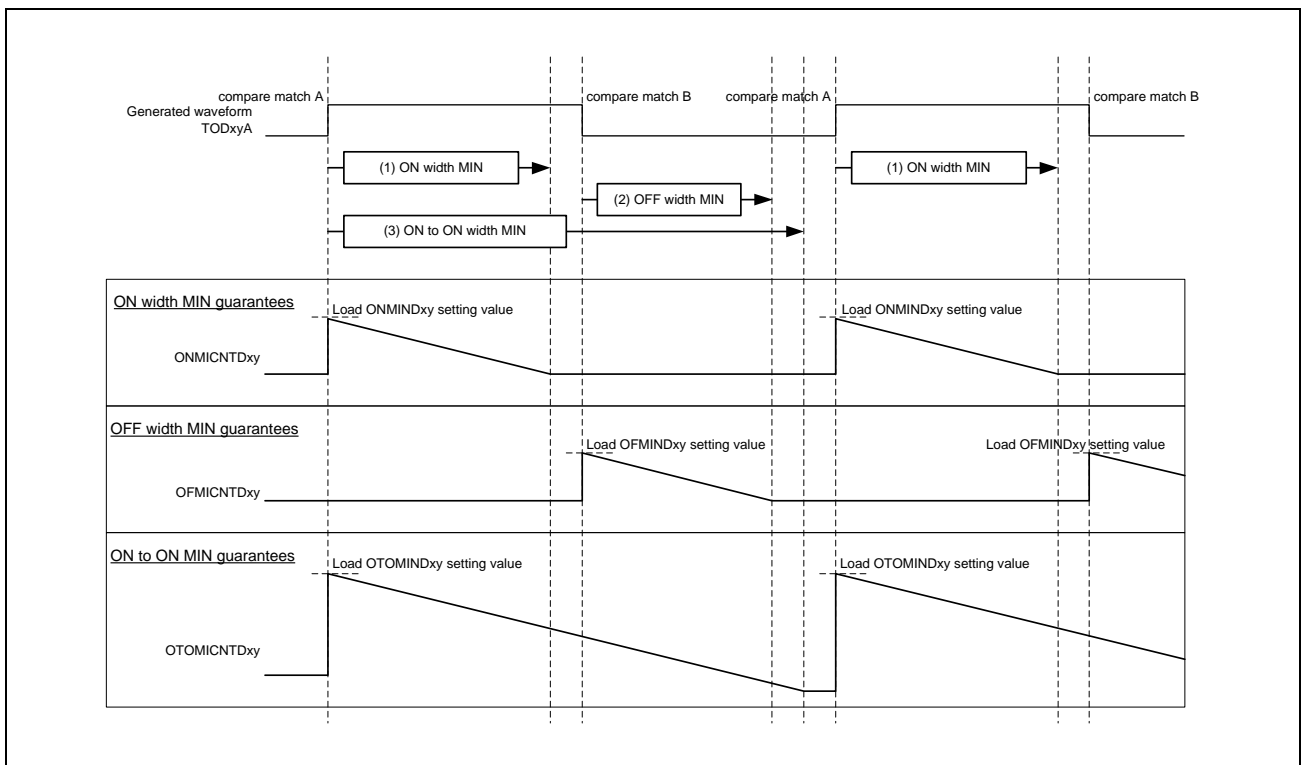 compare match A
compare match B
compare match A
compare match B
Generated waveform
TODxyA
(1) ON width MIN
(1) ON width MIN
(2) OFF width MIN
(3) ON to ON width MIN
ON width MIN guarantees
Load ONMINDxy setting value
Load ONMINDxy setting value
ONMICNTDxy
OFF width MIN guarantees
Load OFMINDxy setting value
Load OFMINDxy setting value
OFMICNTDxy
ON to ON MIN guarantees
Load OTOMINDxy setting value
Load OTOMINDxy setting value
OTOMICNTDxy